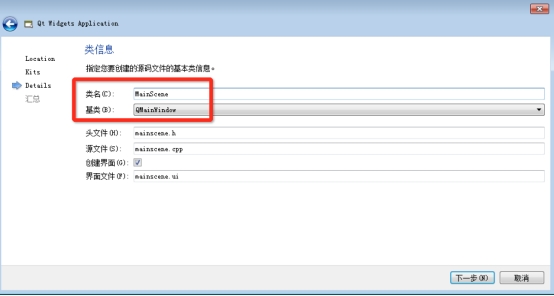 Qt Widgets Application
Location
Kits
Details
汇总
类信息
指定您要创建的源码文件的基本类信息。
类名(C): MainScene
基类(B): QMainWindow
头文件(H): mainscene.h
源文件(S): mainscene.cpp
创建界面(G):
界面文件(F): mainscene.ui
下一步(N) 取消